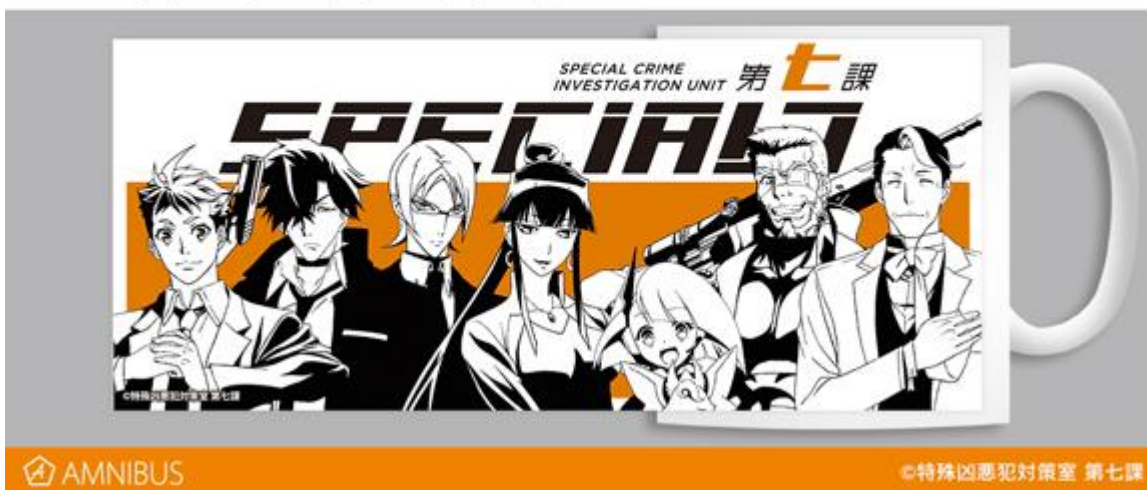 SPECIAL CRIME
INVESTIGATION UNIT 第七課
SPECIAL7
©特殊凶悪犯対策室 第七課
AMNIBUS
©特殊凶悪犯対策室 第七課